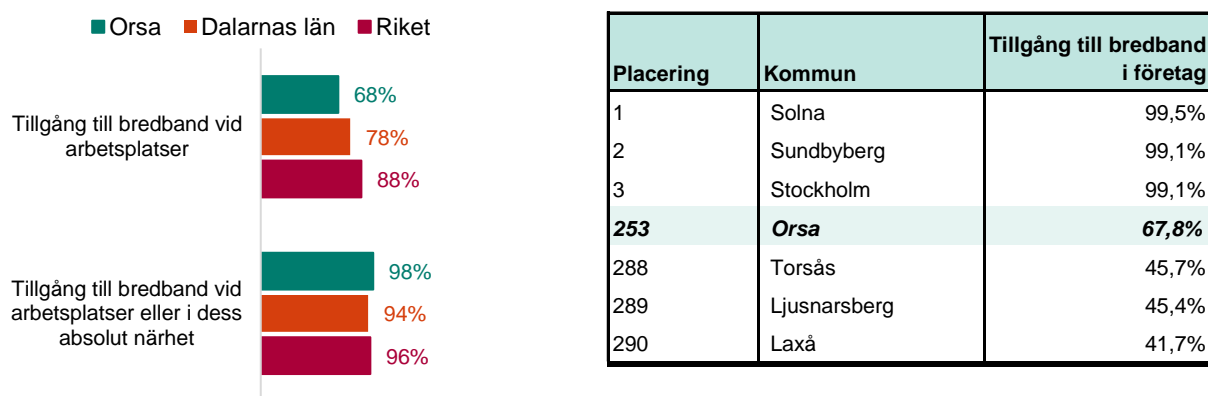 Orsa Dalarnas län Riket
Tillgång till bredband vid
arbetsplatser
68%
78%
88%
Tillgång till bredband vid
arbetsplatser eller i dess
absolut närhet
98%
94%
96%
Placering Kommun Tillgång till bredband
i företag
1 Solna 99,5%
2 Sundbyberg 99,1%
3 Stockholm 99,1%
253 Orsa 67,8%
288 Torsås 45,7%
289 Ljusnarsberg 45,4%
290 Laxå 41,7%